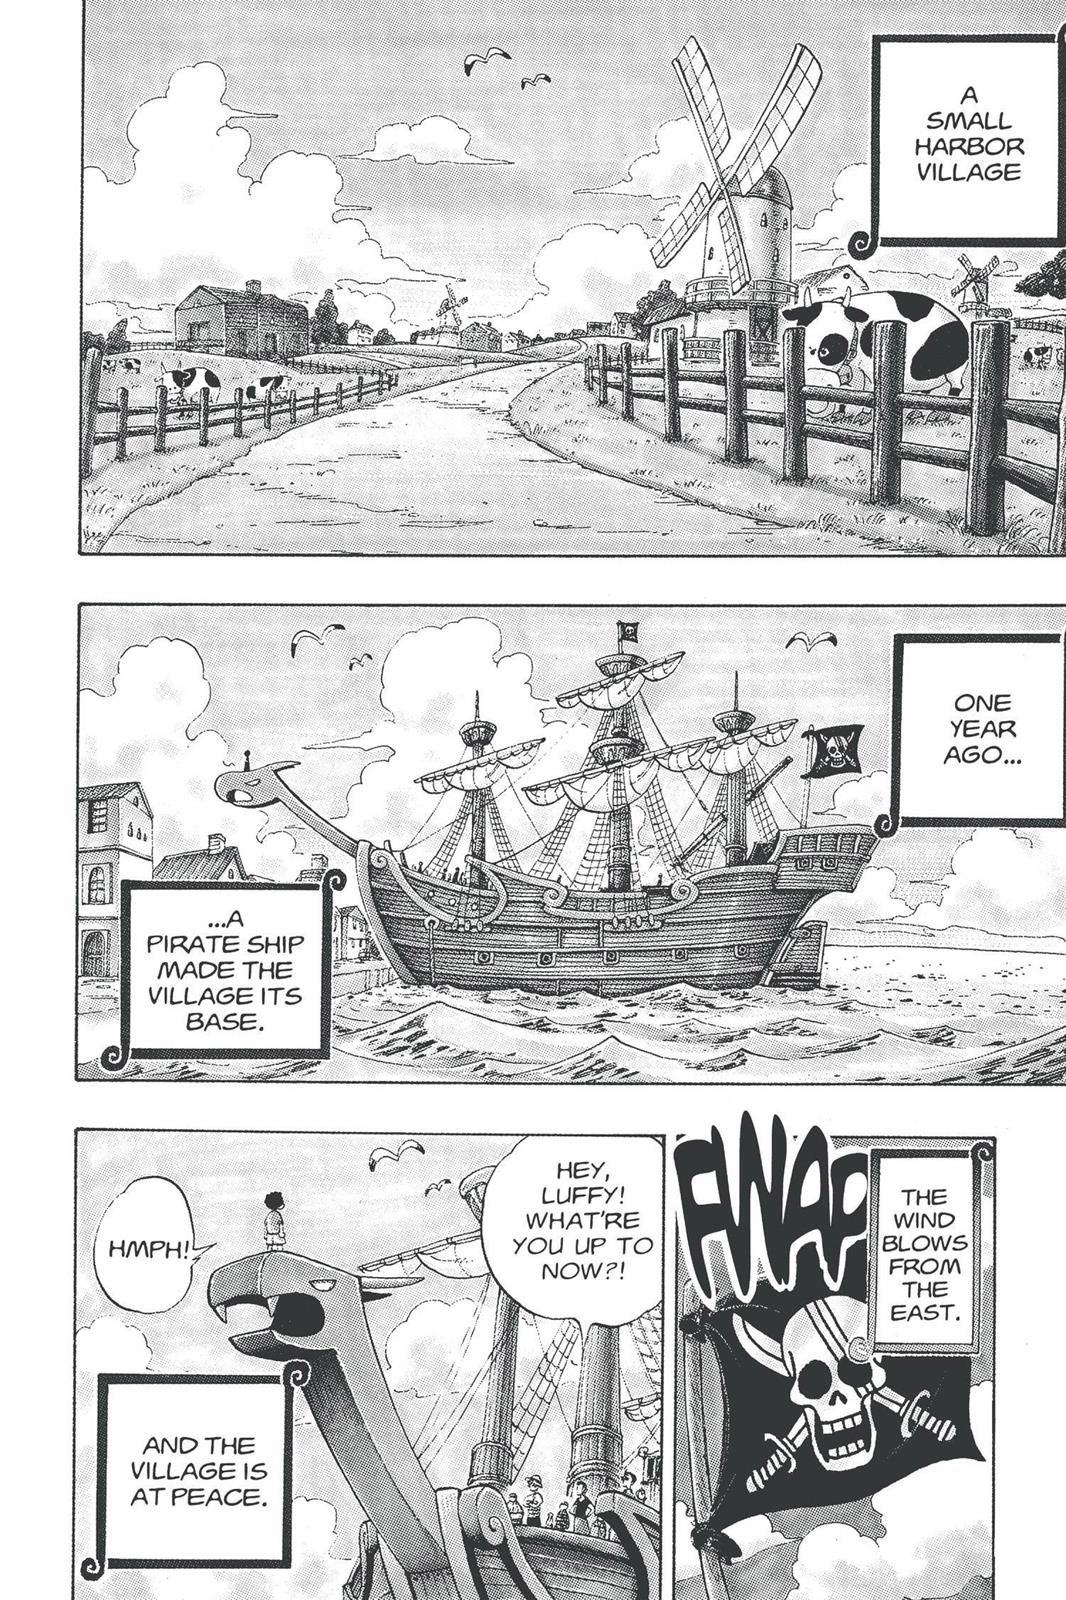 A
SMALL
HARBOR
VILLAGE
ONE
YEAR
AGO...
...A
PIRATE SHIP
MADE THE
VILLAGE ITS
BASE.
FWAP
THE
WIND
BLOWS
FROM
THE
EAST.
HEY,
LUFFY!
WHAT'RE
YOU UP TO
NOW?!
HMPH!
AND THE
VILLAGE IS
AT PEACE.